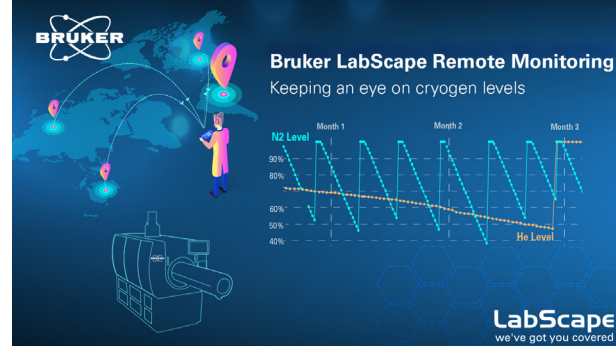 BRUKER
Bruker LabScape Remote Monitoring
Keeping an eye on cryogen levels
N2 Level
Month 1
Month 2
Month 3
90%
80%
60%
50%
40%
He Level
BRUKER
LabScape
we've got you covered